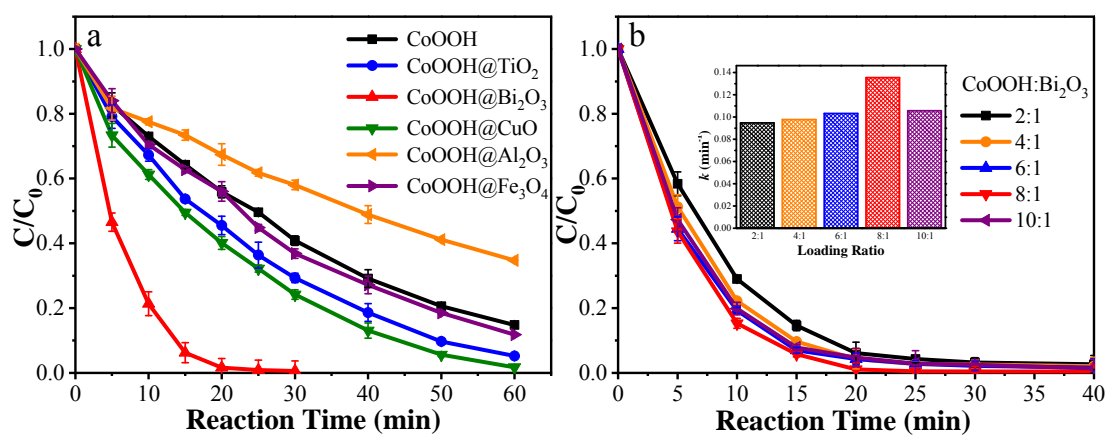 a
CoOOH
CoOOH@TiO₂
CoOOH@Bi₂O₃
CoOOH@CuO
CoOOH@Al₂O₃
CoOOH@Fe₃O₄
1.0
0.8
0.6
0.4
0.2
0.0
C/C₀
0 10 20 30 40 50 60
Reaction Time (min)
b
CoOOH:Bi₂O₃
2:1
4:1
6:1
8:1
10:1
0.14
0.12
0.10
0.08
0.06
0.04
0.02
0.00
k (min⁻¹)
2:1 4:1 6:1 8:1 10:1
Loading Ratio
1.0
0.8
0.6
0.4
0.2
0.0
C/C₀
0 5 10 15 20 25 30 35 40
Reaction Time (min)